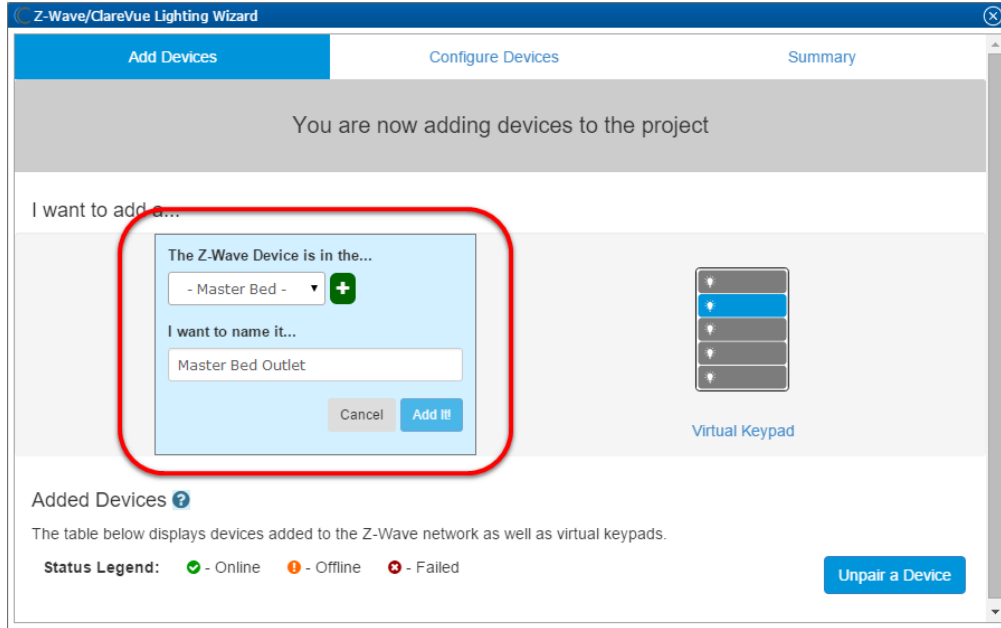 Z-Wave/ClareVue Lighting Wizard
Add Devices
Configure Devices
Summary
You are now adding devices to the project
I want to add a...
The Z-Wave Device is in the...
- Master Bed -
I want to name it...
Master Bed Outlet
Cancel
Add It!
Virtual Keypad
Added Devices ?
The table below displays devices added to the Z-Wave network as well as virtual keypads.
Status Legend: - Online - Offline - Failed
Unpair a Device